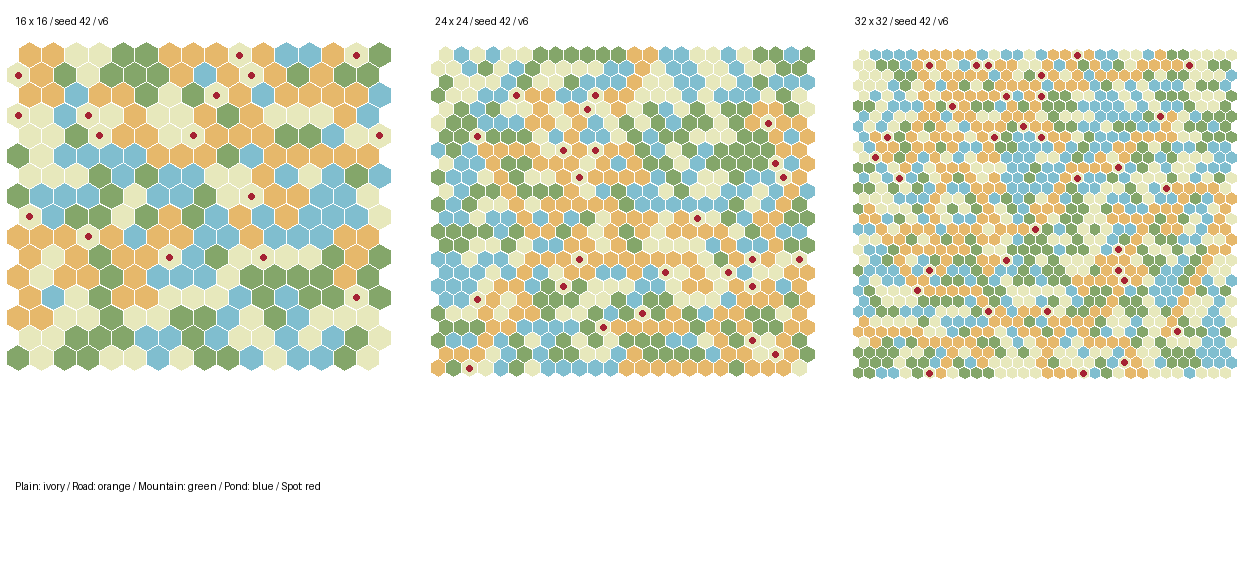 16 x 16 / seed 42 / v6
24 x 24 / seed 42 / v6
32 x 32 / seed 42 / v6
Plain: ivory / Road: orange / Mountain: green / Pond: blue / Spot: red